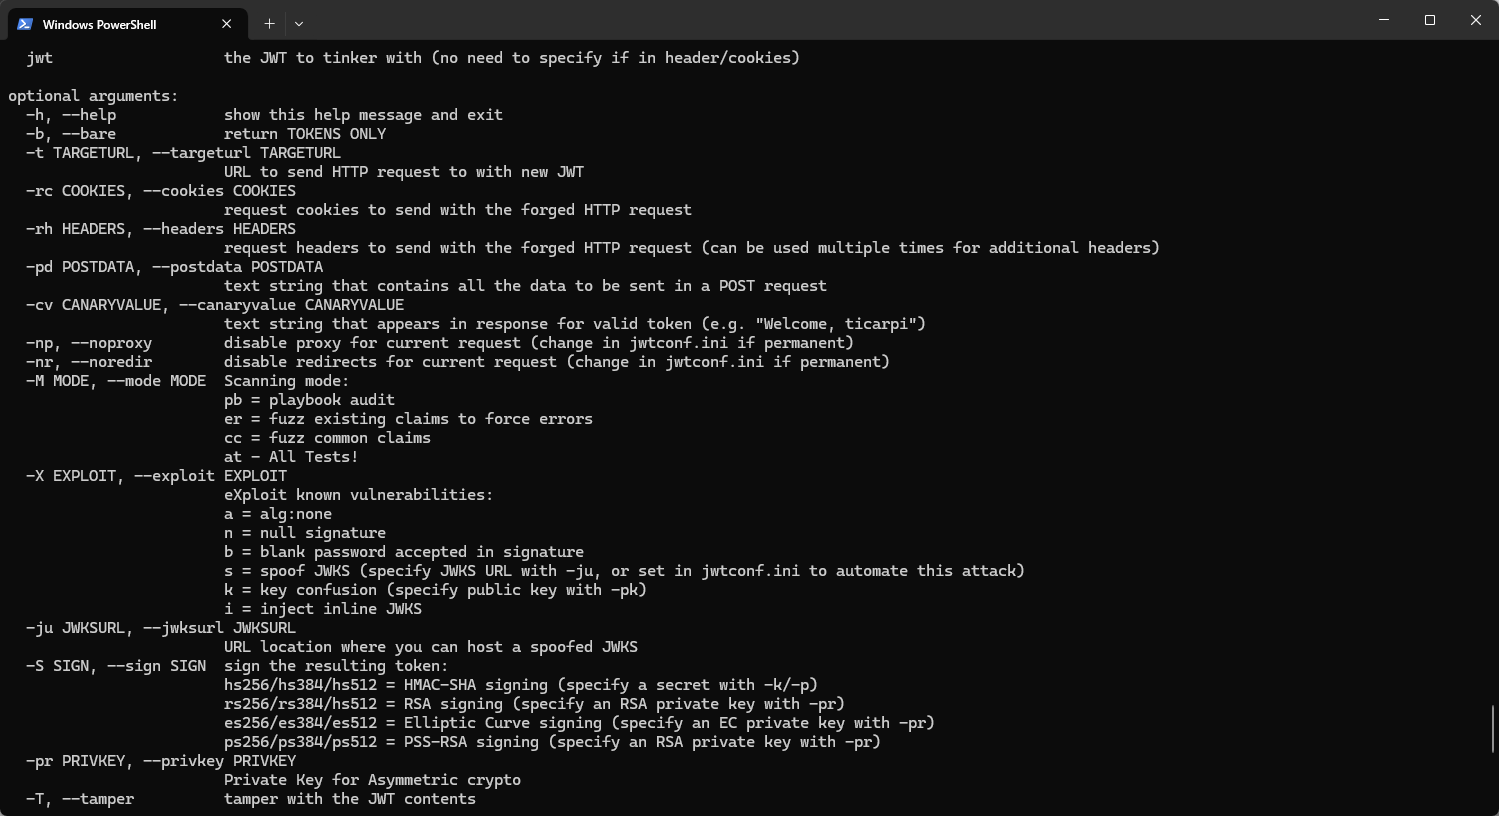 Windows PowerShell
  jwt                   the JWT to tinker with (no need to specify if in header/cookies)
optional arguments:
  -h, --help            show this help message and exit
  -b, --bare            return TOKENS ONLY
  -t TARGETURL, --targeturl TARGETURL
                        URL to send HTTP request to with new JWT
  -rc COOKIES, --cookies COOKIES
                        request cookies to send with the forged HTTP request
  -rh HEADERS, --headers HEADERS
                        request headers to send with the forged HTTP request (can be used multiple times for additional headers)
  -pd POSTDATA, --postdata POSTDATA
                        text string that contains all the data to be sent in a POST request
  -cv CANARYVALUE, --canaryvalue CANARYVALUE
                        text string that appears in response for valid token (e.g. "Welcome, ticarpi")
  -np, --noproxy        disable proxy for current request (change in jwtconf.ini if permanent)
  -nr, --noredir        disable redirects for current request (change in jwtconf.ini if permanent)
  -M MODE, --mode MODE  Scanning mode:
                        pb = playbook audit
                        er = fuzz existing claims to force errors
                        cc = fuzz common claims
                        at - All Tests!
  -X EXPLOIT, --exploit EXPLOIT
                        eXploit known vulnerabilities:
                        a = alg:none
                        n = null signature
                        b = blank password accepted in signature
                        s = spoof JWKS (specify JWKS URL with -ju, or set in jwtconf.ini to automate this attack)
                        k = key confusion (specify public key with -pk)
                        i = inject inline JWKS
  -ju JWKSURL, --jwksurl JWKSURL
                        URL location where you can host a spoofed JWKS
  -S SIGN, --sign SIGN  sign the resulting token:
                        hs256/hs384/hs512 = HMAC-SHA signing (specify a secret with -k/-p)
                        rs256/rs384/rs512 = RSA signing (specify an RSA private key with -pr)
                        es256/es384/es512 = Elliptic Curve signing (specify an EC private key with -pr)
                        ps256/ps384/ps512 = PSS-RSA signing (specify an RSA private key with -pr)
  -pr PRIVKEY, --privkey PRIVKEY
                        Private Key for Asymmetric crypto
  -T, --tamper          tamper with the JWT contents